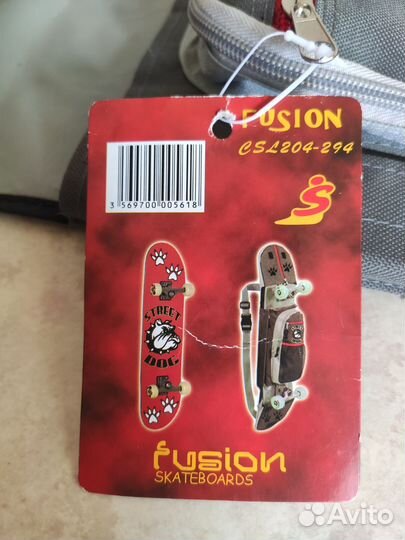 FUSION
CSL204-294
3 569700 005618
STREET
DOG
fusion
SKATEBOARDS
Avito